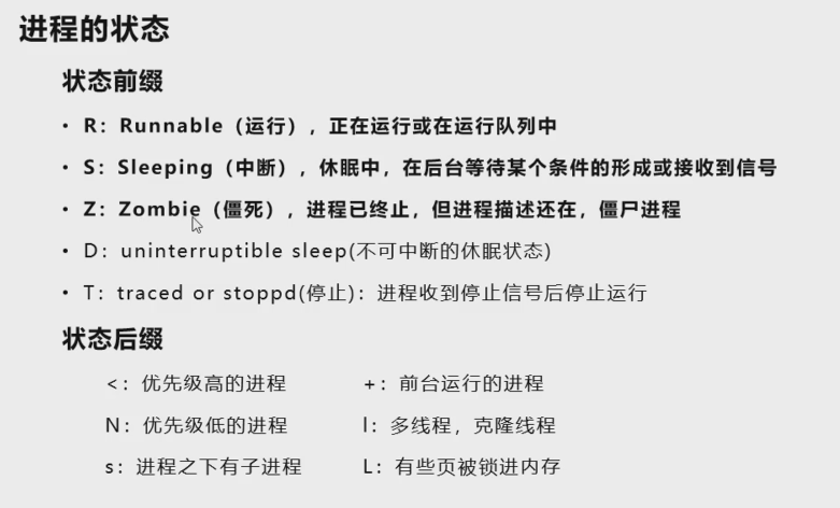 进程的状态
状态前缀
• R：Runnable（运行），正在运行或在运行队列中
• S：Sleeping（中断），休眠中，在后台等待某个条件的形成或接收到信号
• Z：Zombie（僵死），进程已终止，但进程描述还在，僵尸进程
• D：uninterruptible sleep(不可中断的休眠状态)
• T：traced or stoppd(停止)：进程收到停止信号后停止运行
状态后缀
<：优先级高的进程 +：前台运行的进程
N：优先级低的进程 l：多线程，克隆线程
s：进程之下有子进程 L：有些页被锁进内存